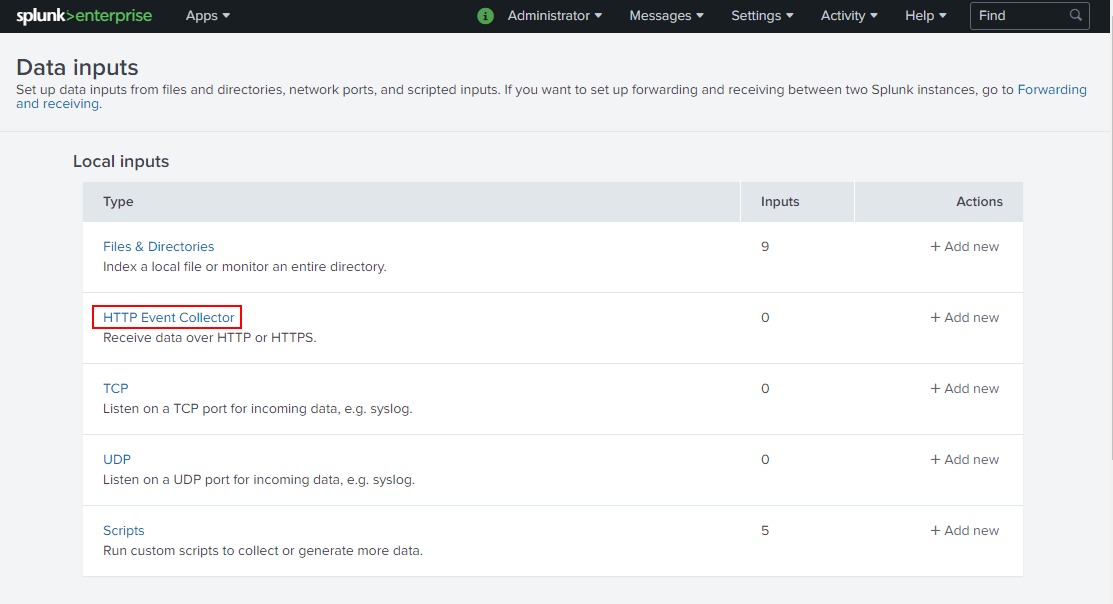 splunk>enterprise Apps Administrator Messages Settings Activity Help Find
Data inputs
Set up data inputs from files and directories, network ports, and scripted inputs. If you want to set up forwarding and receiving between two Splunk instances, go to Forwarding
and receiving.
Local inputs
Type Inputs Actions
Files & Directories 9 + Add new
Index a local file or monitor an entire directory.
HTTP Event Collector 0 + Add new
Receive data over HTTP or HTTPS.
TCP 0 + Add new
Listen on a TCP port for incoming data, e.g. syslog.
UDP 0 + Add new
Listen on a UDP port for incoming data, e.g. syslog.
Scripts 5 + Add new
Run custom scripts to collect or generate more data.